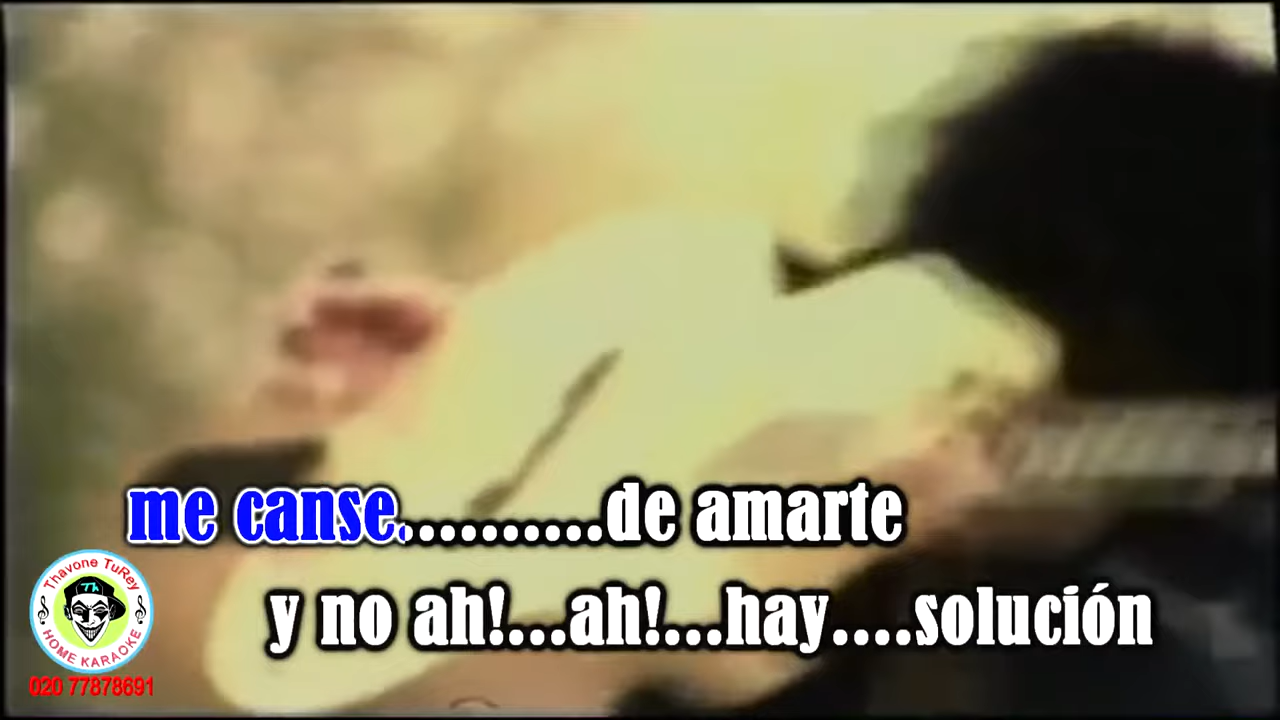 me canse..........de amarte
y no ah!...ah!...hay....solución
Thavone TuRey
Th
HOME KARAOKE
020 77878691